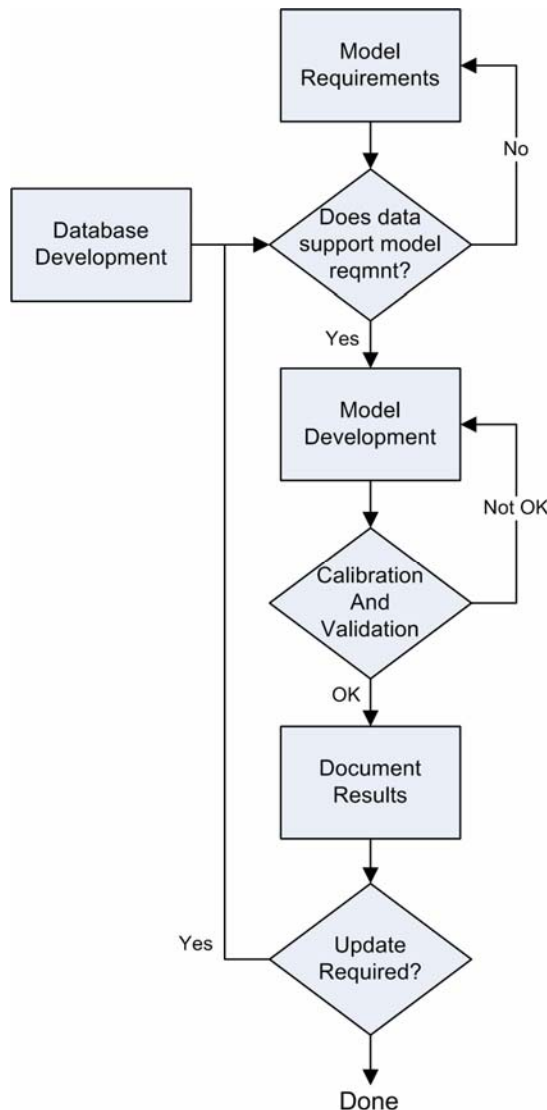 Model
Requirements
No
Database
Development
Does data
support model
reqmnt?
Yes
Model
Development
Not OK
Calibration
And
Validation
OK
Document
Results
Yes
Update
Required?
Done